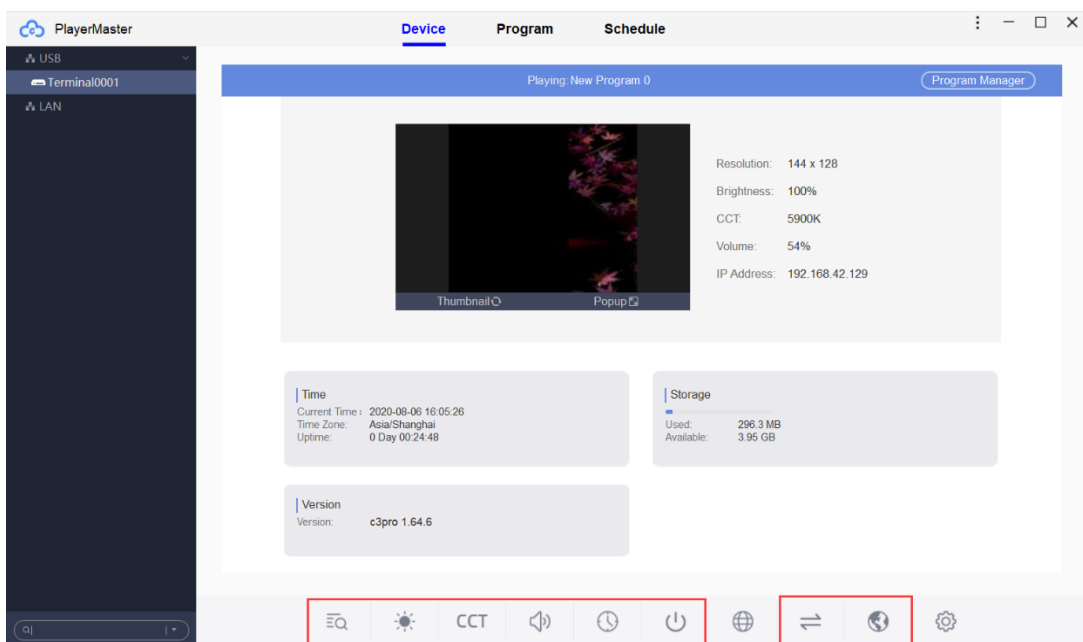 PlayerMaster
Device Program Schedule
USB
Terminal0001
LAN
Playing: New Program 0
Program Manager
Resolution: 144 x 128
Brightness: 100%
CCT: 5900K
Volume: 54%
IP Address: 192.168.42.129
Thumbnail Popup
Time
Current Time: 2020-08-06 16:05:26
Time Zone: Asia/Shanghai
Uptime: 0 Day 00:24:48
Storage
Used: 296.3 MB
Available: 3.95 GB
Version
Version: c3pro 1.64.6
CCT